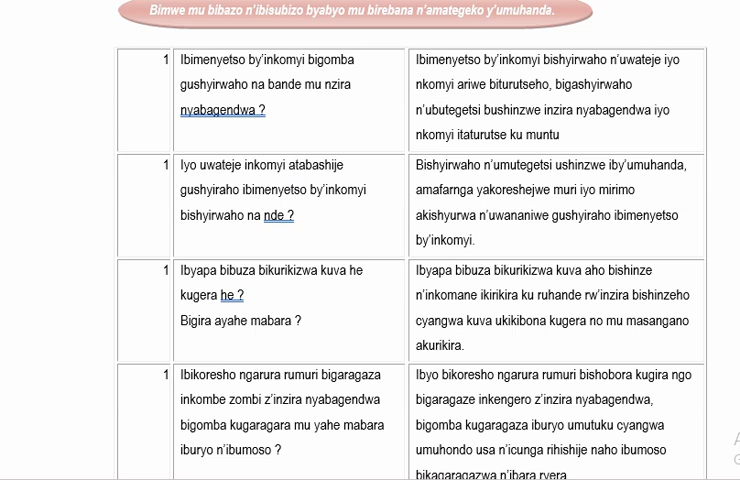 Bimwe mu bibazo n'ibisubizo byabyo mu birebana n'amategeko y'umuhanda.
1
Ibimenyetso by'inkomyi bigomba
gushyirwaho na bande mu nzira
nyabagendwa ?
Ibimenyetso by'inkomyi bishyirwaho n'uwateje iyo
nkomyi ariwe biturutseho, bigashyirwaho
n'ubutegetsi bushinzwe inzira nyabagendwa iyo
nkomyi itaturutse ku muntu
1
Iyo uwateje inkomyi atabashije
gushyiraho ibimenyetso by'inkomyi
bishyirwaho na nde ?
Bishyirwaho n'umutegetsi ushinzwe iby'umuhanda,
amafarnga yakoreshejwe muri iyo mirimo
akishyurwa n'uwananiwe gushyiraho ibimenyetso
by'inkomyi.
1
Ibyapa bibuza bikurikizwa kuva he
kugera he ?
Bigira ayahe mabara ?
Ibyapa bibuza bikurikizwa kuva aho bishinze
n'inkomane ikirikira ku ruhande rw'inzira bishinzeho
cyangwa kuva ukikibona kugera no mu masangano
akurikira.
1
Ibikoresho ngarura rumuri bigaragaza
inkombe zombi z'inzira nyabagendwa
bigomba kugaragara mu yahe mabara
iburyo n'ibumoso ?
Ibyo bikoresho ngarura rumuri bishobora kugira ngo
bigaragaze inkengero z'inzira nyabagendwa,
bigomba kugaragaza iburyo umutuku cyangwa
umuhondo usa n'icunga rihishije naho ibumoso
bikagaragazwa n'ibara ryera